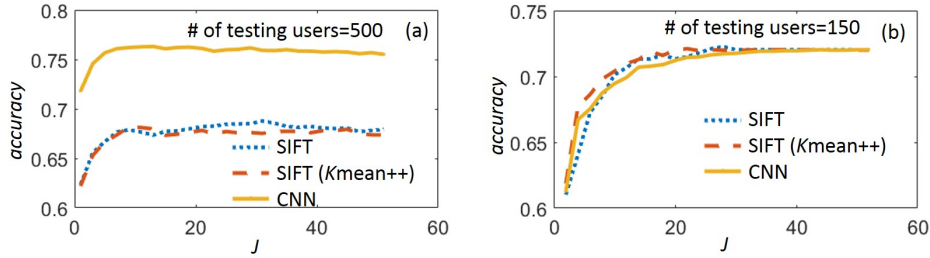 # of testing users=500 (a)
0.8
0.75
0.7
0.65
0.6
accuracy
SIFT
SIFT (Kmean++)
CNN
0 20 40 60
J
# of testing users=150 (b)
0.75
0.7
0.65
0.6
accuracy
SIFT
SIFT (Kmean++)
CNN
0 20 40 60
J